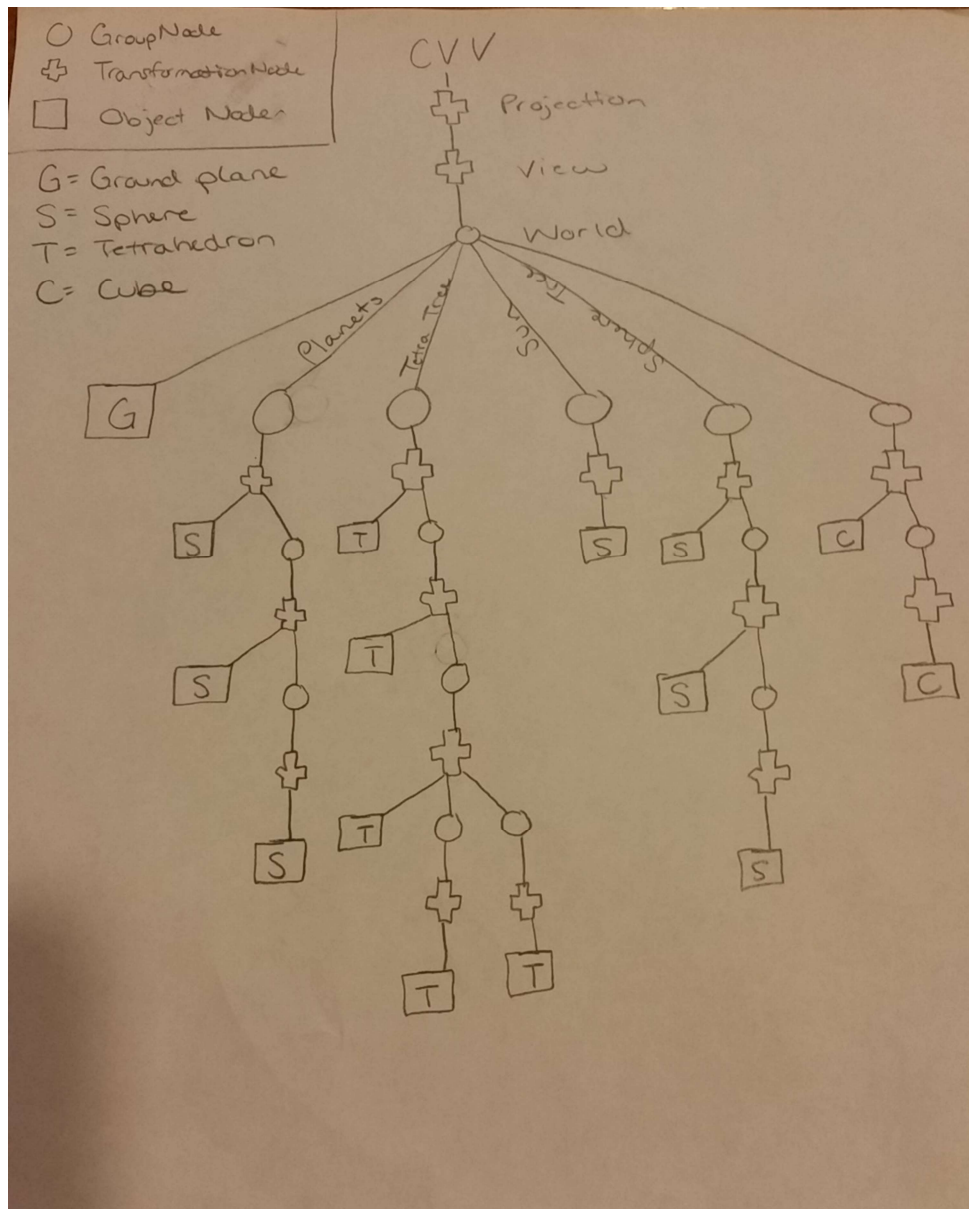 GroupNode
TransformationNode
Object Node
G = Ground plane
S = Sphere
T = Tetrahedron
C = Cube
CVV
Projection
View
World
Planets
Tetra Tree
Sun
Sphere Tree
G
S
T
S
S
C
S
T
S
C
T
S
S
T
T